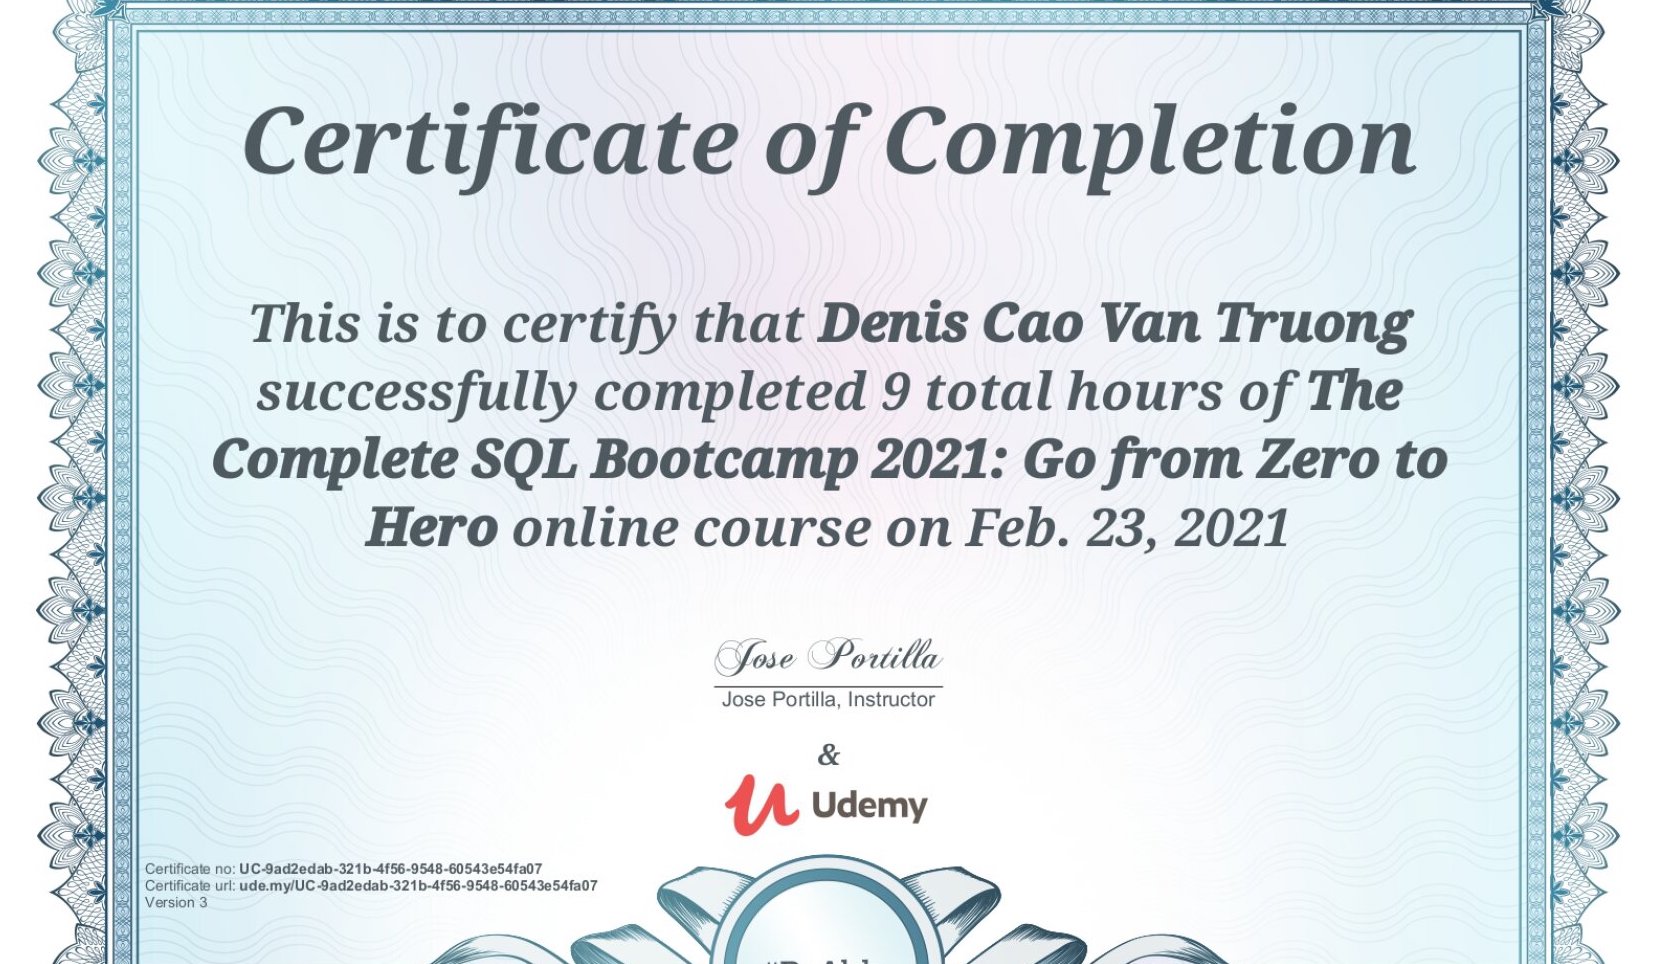 Certificate of Completion
This is to certify that Denis Cao Van Truong
successfully completed 9 total hours of The
Complete SQL Bootcamp 2021: Go from Zero to
Hero online course on Feb. 23, 2021
Jose Portilla
Jose Portilla, Instructor
&
Udemy
Certificate no: UC-9ad2edab-321b-4f56-9548-60543e54fa07
Certificate url: ude.my/UC-9ad2edab-321b-4f56-9548-60543e54fa07
Version 3